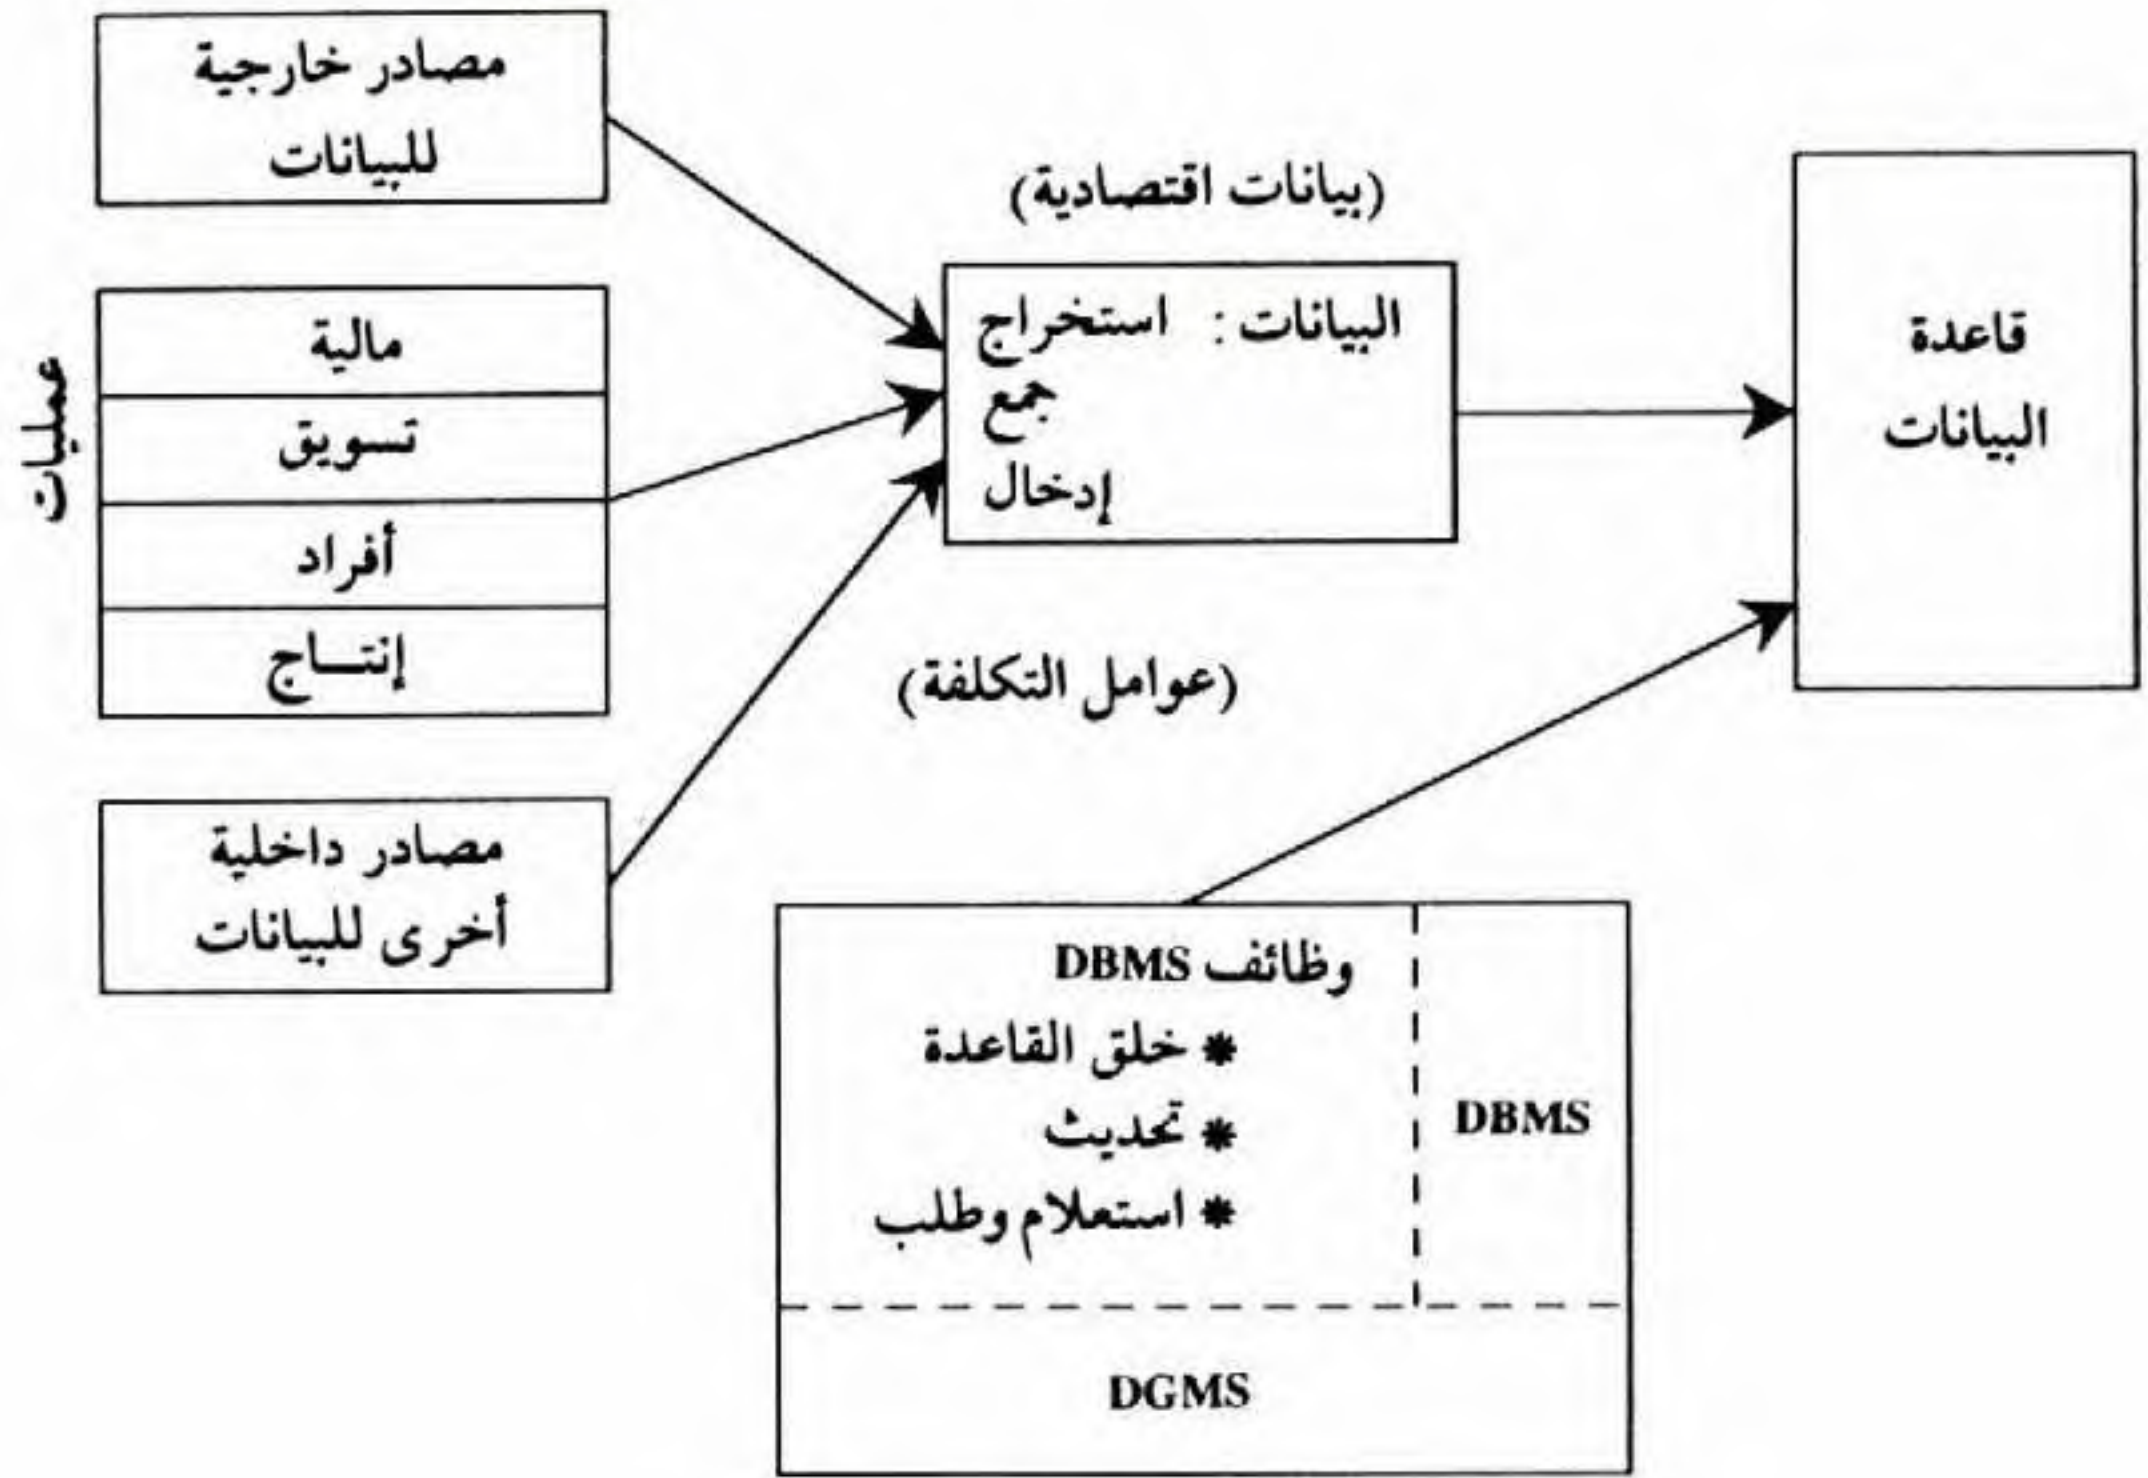 مصادر خارجية
للبيانات
(بيانات اقتصادية)
قاعدة
البيانات
البيانات : استخراج
جمع
إدخال
عمليات
مالية
تسويق
أفراد
إنتـاج
(عوامل التكلفة)
مصادر داخلية
أخرى للبيانات
وظائف DBMS
* خلق القاعدة
* تحديث
* استعلام وطلب
DBMS
DGMS